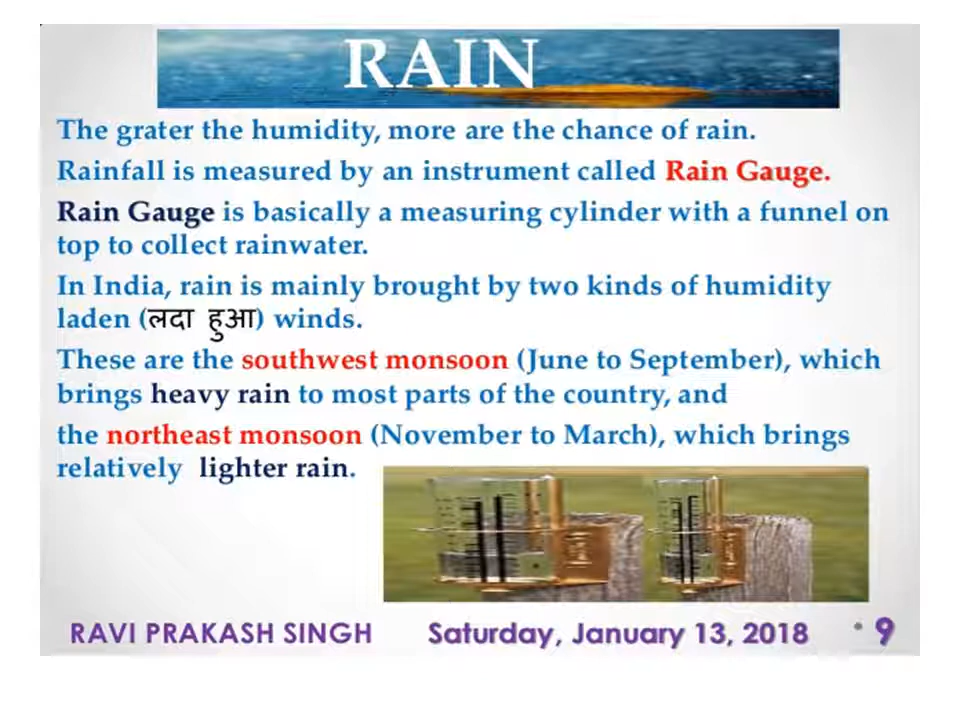 RAIN
The grater the humidity, more are the chance of rain.
Rainfall is measured by an instrument called Rain Gauge.
Rain Gauge is basically a measuring cylinder with a funnel on
top to collect rainwater.
In India, rain is mainly brought by two kinds of humidity
laden (लदा हुआ) winds.
These are the southwest monsoon (June to September), which
brings heavy rain to most parts of the country, and
the northeast monsoon (November to March), which brings
relatively lighter rain.
RAVI PRAKASH SINGH Saturday, January 13, 2018 • 9